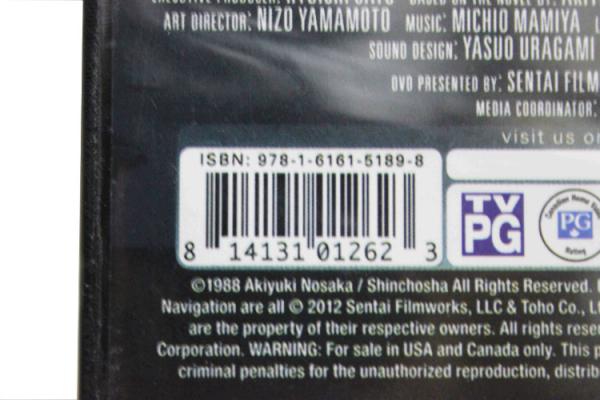 ART DIRECTOR: NIZO YAMAMOTO MUSIC: MICHIO MAMIYA
SOUND DESIGN: YASUO URAGAMI
DVD PRESENTED BY: SENTAI FILM
MEDIA COORDINATOR:
visit us o
ISBN: 978-1-6161-5189-8
TV
PG
PG
8 14131 01262 3
©1988 Akiyuki Nosaka / Shinchosha All Rights Reserved.
Navigation are all © 2012 Sentai Filmworks, LLC & Toho Co., L
are the property of their respective owners. All rights rese
Corporation. WARNING: For sale in USA and Canada only. This p
criminal penalties for the unauthorized reproduction, distrib